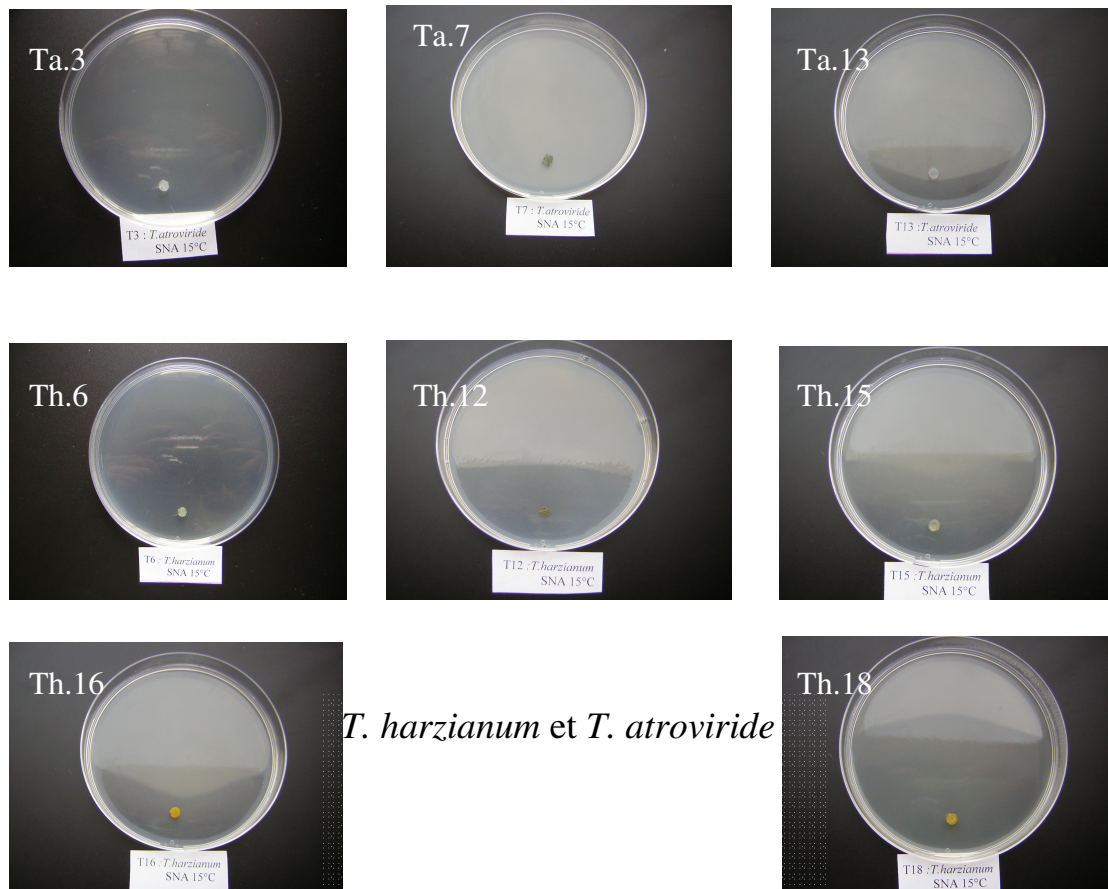 Ta.3
T3 : T.atroviride
SNA 15°C
Ta.7
T7 : T.atroviride
SNA 15°C
Ta.13
T13 :T.atroviride
SNA 15°C
Th.6
T6 : T.harzianum
SNA 15°C
Th.12
T12 :T.harzianum
SNA 15°C
Th.15
T15 :T.harzianum
SNA 15°C
Th.16
T16 :T.harzianum
SNA 15°C
T. harzianum et T. atroviride
Th.18
T18 :T.harzianum
SNA 15°C